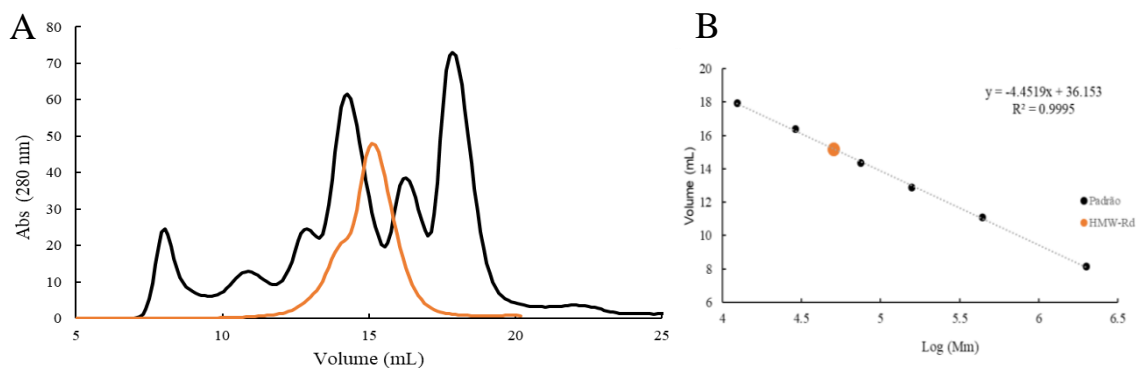 A
80
70
60
50
40
30
20
10
0
Abs (280 nm)
5
10
15
20
25
Volume (mL)
B
20
18
16
14
12
10
8
6
Volume (mL)
y = -4.4519x + 36.153
R² = 0.9995
Padrão
HMW-Rd
4
4.5
5
5.5
6
6.5
Log (Mm)